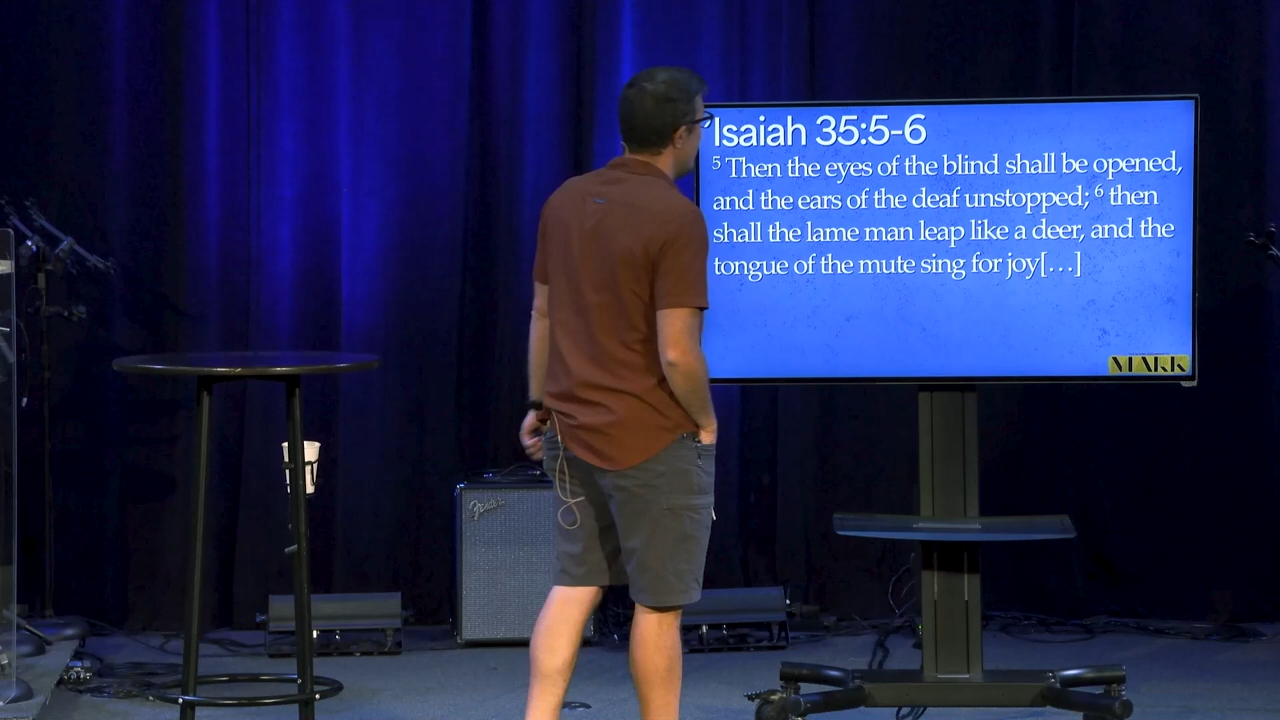 Isaiah 35:5-6
⁵ Then the eyes of the blind shall be opened,
and the ears of the deaf unstopped; ⁶ then
shall the lame man leap like a deer, and the
tongue of the mute sing for joy[…]
MARK
Fender